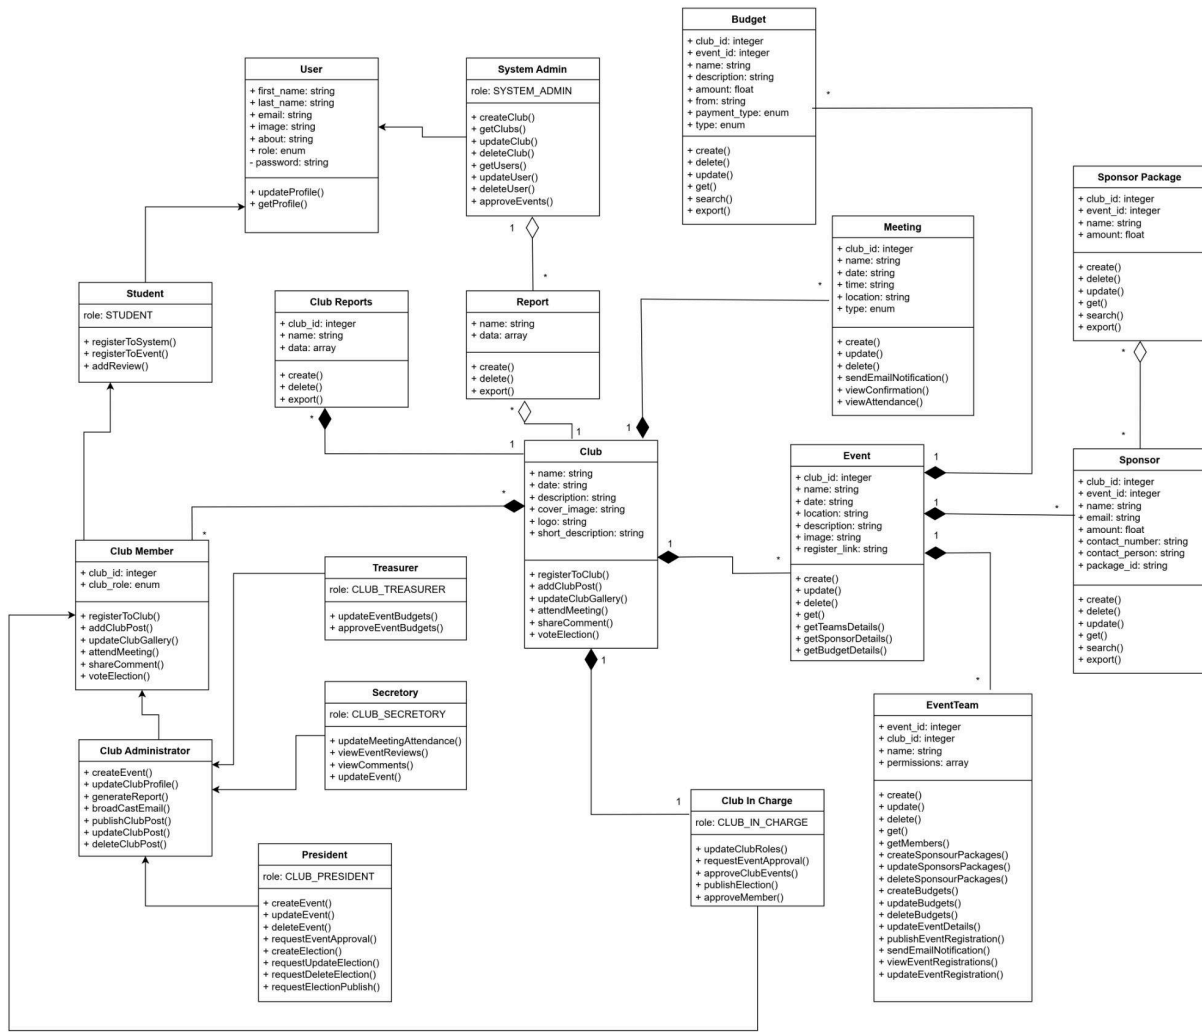 Budget
+ club_id: integer
+ event_id: integer
+ name: string
+ description: string
+ amount: float
+ from: string
+ payment_type: enum
+ type: enum
+ create()
+ delete()
+ update()
+ get()
+ search()
+ export()
*
User
+ first_name: string
+ last_name: string
+ email: string
+ image: string
+ about: string
+ role: enum
- password: string
+ updateProfile()
+ getProfile()
System Admin
role: SYSTEM_ADMIN
+ createClub()
+ getClubs()
+ updateClub()
+ deleteClub()
+ getUsers()
+ updateUser()
+ deleteUser()
+ approveEvents()
1
*
Sponsor Package
+ club_id: integer
+ event_id: integer
+ name: string
+ amount: float
+ create()
+ delete()
+ update()
+ get()
+ search()
+ export()
*
*
Meeting
+ club_id: integer
+ name: string
+ date: string
+ time: string
+ location: string
+ type: enum
+ create()
+ update()
+ delete()
+ sendEmailNotification()
+ viewConfirmation()
+ viewAttendance()
*
1
Student
role: STUDENT
+ registerToSystem()
+ registerToEvent()
+ addReview()
Club Reports
+ club_id: integer
+ name: string
+ data: array
+ create()
+ delete()
+ export()
*
1
Report
+ name: string
+ data: array
+ create()
+ delete()
+ export()
*
1
Club
+ name: string
+ date: string
+ description: string
+ cover_image: string
+ logo: string
+ short_description: string
+ registerToClub()
+ addClubPost()
+ updateClubGallery()
+ attendMeeting()
+ shareComment()
+ voteElection()
*
*
1
*
1
1
Event
+ club_id: integer
+ name: string
+ date: string
+ location: string
+ description: string
+ image: string
+ register_link: string
+ create()
+ update()
+ delete()
+ get()
+ getTeamsDetails()
+ getSponsorDetails()
+ getBudgetDetails()
1
1
*
1
*
Sponsor
+ club_id: integer
+ event_id: integer
+ name: string
+ email: string
+ amount: float
+ contact_number: string
+ contact_person: string
+ package_id: string
+ create()
+ delete()
+ update()
+ get()
+ search()
+ export()
Club Member
+ club_id: integer
+ club_role: enum
+ registerToClub()
+ addClubPost()
+ updateClubGallery()
+ attendMeeting()
+ shareComment()
+ voteElection()
Treasurer
role: CLUB_TREASURER
+ updateEventBudgets()
+ approveEventBudgets()
Secretory
role: CLUB_SECRETORY
+ updateMeetingAttendance()
+ viewEventReviews()
+ viewComments()
+ updateEvent()
Club Administrator
+ createEvent()
+ updateClubProfile()
+ generateReport()
+ broadCastEmail()
+ publishClubPost()
+ updateClubPost()
+ deleteClubPost()
President
role: CLUB_PRESIDENT
+ createEvent()
+ updateEvent()
+ deleteEvent()
+ requestEventApproval()
+ createElection()
+ requestUpdateElection()
+ requestDeleteElection()
+ requestElectionPublish()
Club In Charge
role: CLUB_IN_CHARGE
+ updateClubRoles()
+ requestEventApproval()
+ approveClubEvents()
+ publishElection()
+ approveMember()
EventTeam
+ event_id: integer
+ club_id: integer
+ name: string
+ permissions: array
+ create()
+ update()
+ delete()
+ get()
+ getMembers()
+ createSponsourPackages()
+ updateSponsorsPackages()
+ deleteSponsourPackages()
+ createBudgets()
+ updateBudgets()
+ deleteBudgets()
+ updateEventDetails()
+ publishEventRegistration()
+ sendEmailNotification()
+ viewEventRegistrations()
+ updateEventRegistration()